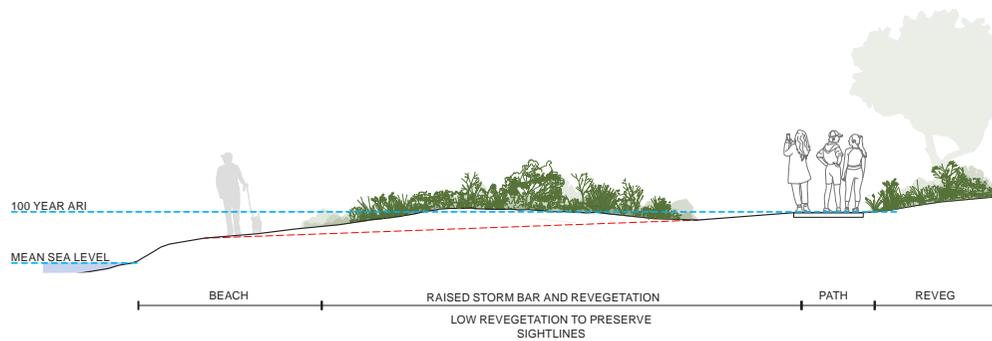 100 YEAR ARI
MEAN SEA LEVEL
BEACH
RAISED STORM BAR AND REVEGETATION
PATH
REVEG
LOW REVEGETATION TO PRESERVE
SIGHTLINES